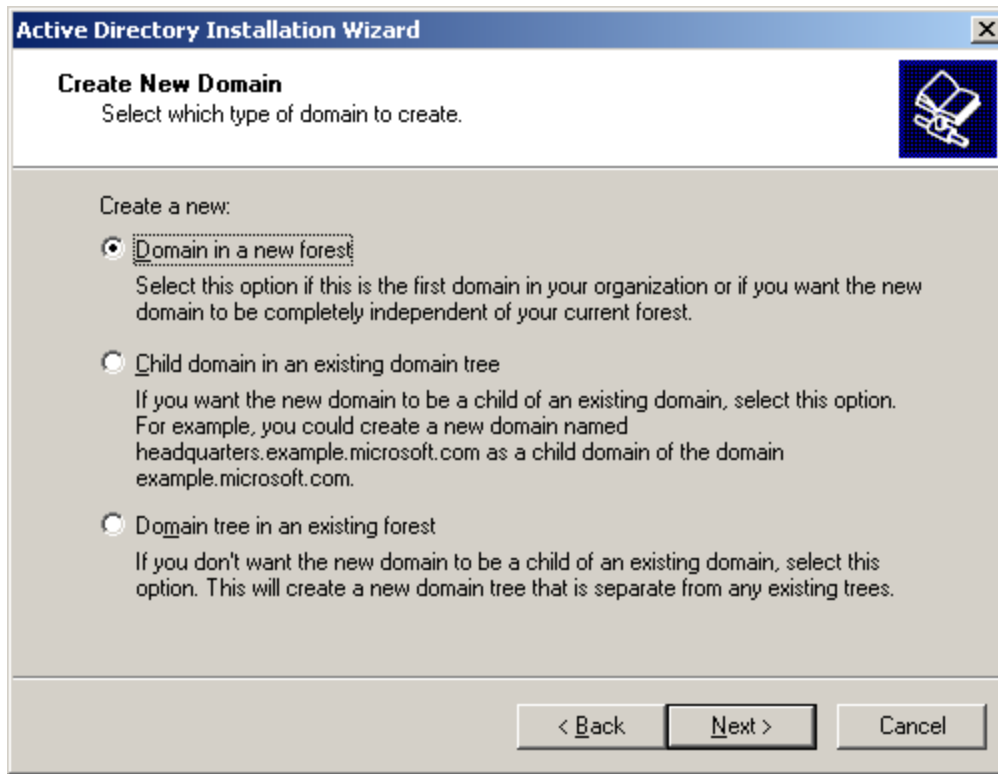 Active Directory Installation Wizard
Create New Domain
Select which type of domain to create.
Create a new:
Domain in a new forest
Select this option if this is the first domain in your organization or if you want the new
domain to be completely independent of your current forest.
Child domain in an existing domain tree
If you want the new domain to be a child of an existing domain, select this option.
For example, you could create a new domain named
headquarters.example.microsoft.com as a child domain of the domain
example.microsoft.com.
Domain tree in an existing forest
If you don't want the new domain to be a child of an existing domain, select this
option. This will create a new domain tree that is separate from any existing trees.
< Back Next > Cancel